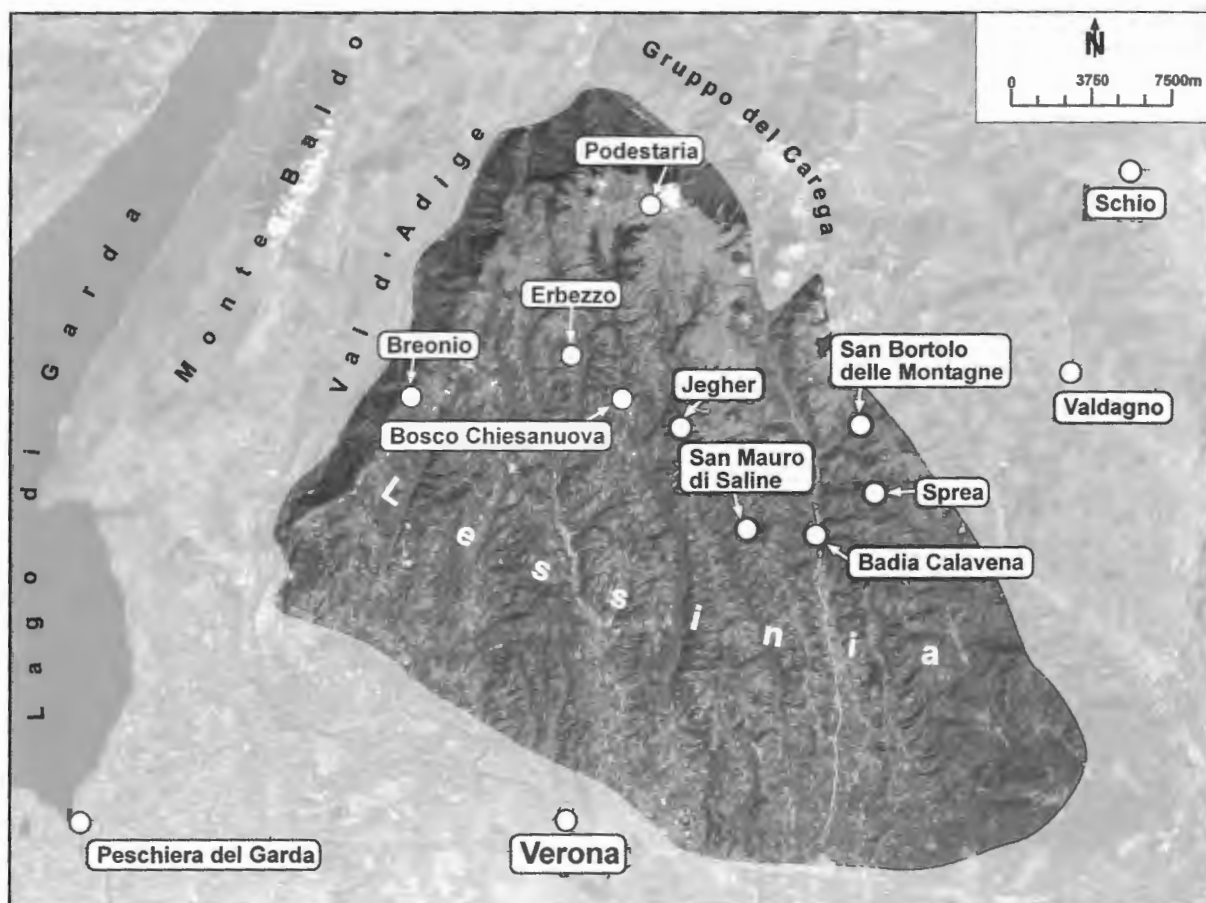 N
0 3750 7500m
Gruppo del Carega
Monte Baldo
Val d'Adige
Lago di Garda
Podestaria
Schio
Erbezzo
Breonio
San Bortolo
delle Montagne
Jegher
Valdagno
Bosco Chiesanuova
San Mauro
di Saline
Sprea
Badia Calavena
Lessinia
Peschiera del Garda
Verona